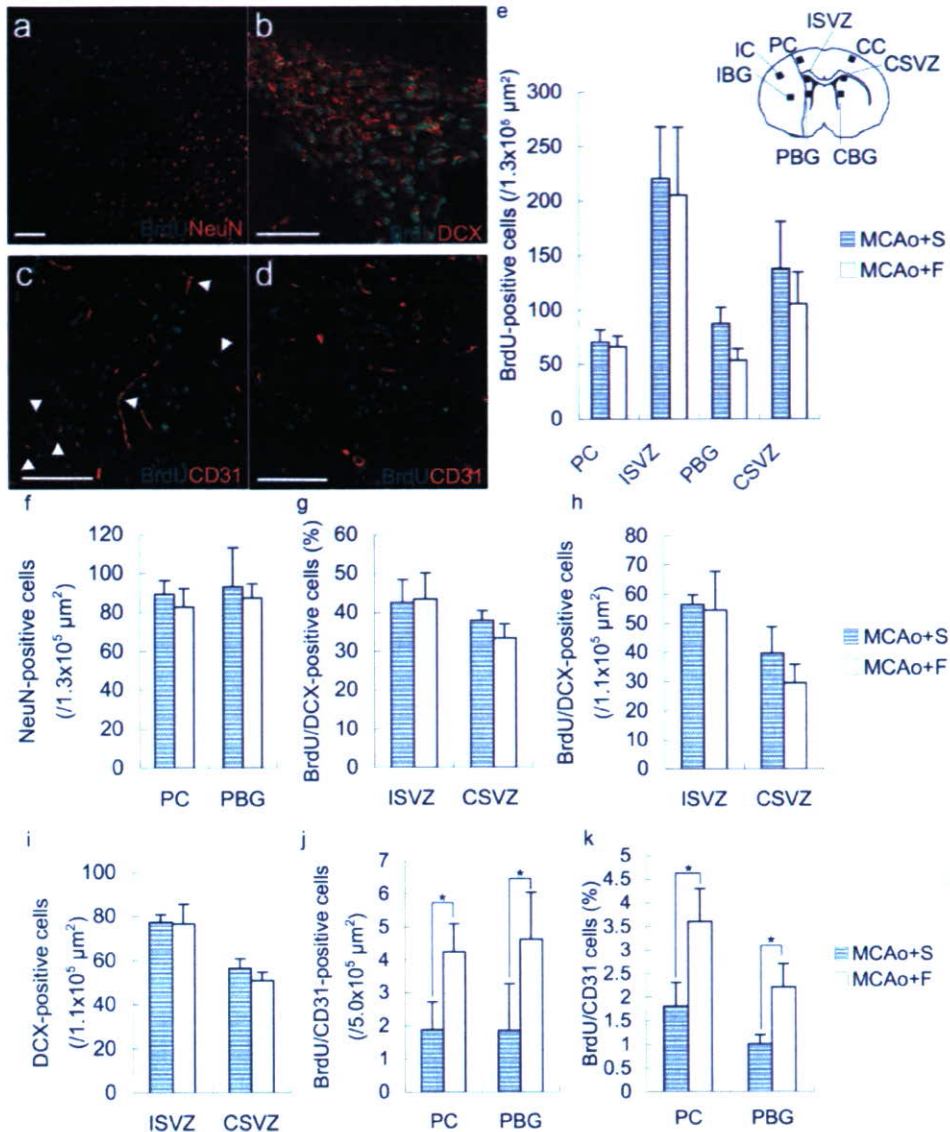 a
b
BrdU NeuN
BrdU DCX
c
d
BrdU CD31
BrdU CD31
e
ISVZ
PC
CC
IC
CSVZ
IBG
PBG
CBG
BrdU-positive cells (/1.3x10⁶ μm²)
300
250
200
150
100
50
0
PC
ISVZ
PBG
CSVZ
MCAo+S
MCAo+F
f
NeuN-positive cells
(/1.3x10⁵ μm²)
120
100
80
60
40
20
0
PC
PBG
g
BrdU/DCX-positive cells (%)
60
50
40
30
20
10
0
ISVZ
CSVZ
h
BrdU/DCX-positive cells
(/1.1x10⁵ μm²)
80
70
60
50
40
30
20
10
0
ISVZ
CSVZ
MCAo+S
MCAo+F
i
DCX-positive cells
(/1.1x10⁵ μm²)
100
80
60
40
20
0
ISVZ
CSVZ
j
BrdU/CD31-positive cells
(/5.0x10⁵ μm²)
7
6
5
4
3
2
1
0
*
*
PC
PBG
k
BrdU/CD31 cells (%)
5
4.5
4
3.5
3
2.5
2
1.5
1
0.5
0
*
*
PC
PBG
MCAo+S
MCAo+F